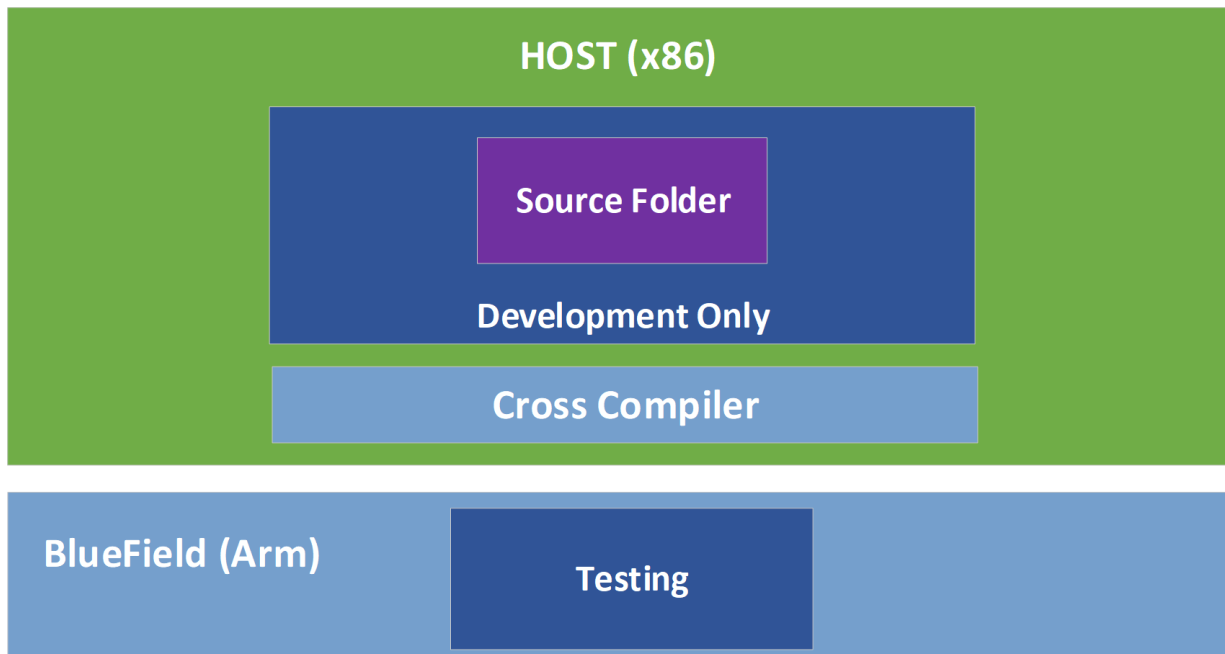 HOST (x86)
Source Folder
Development Only
Cross Compiler
BlueField (Arm)
Testing